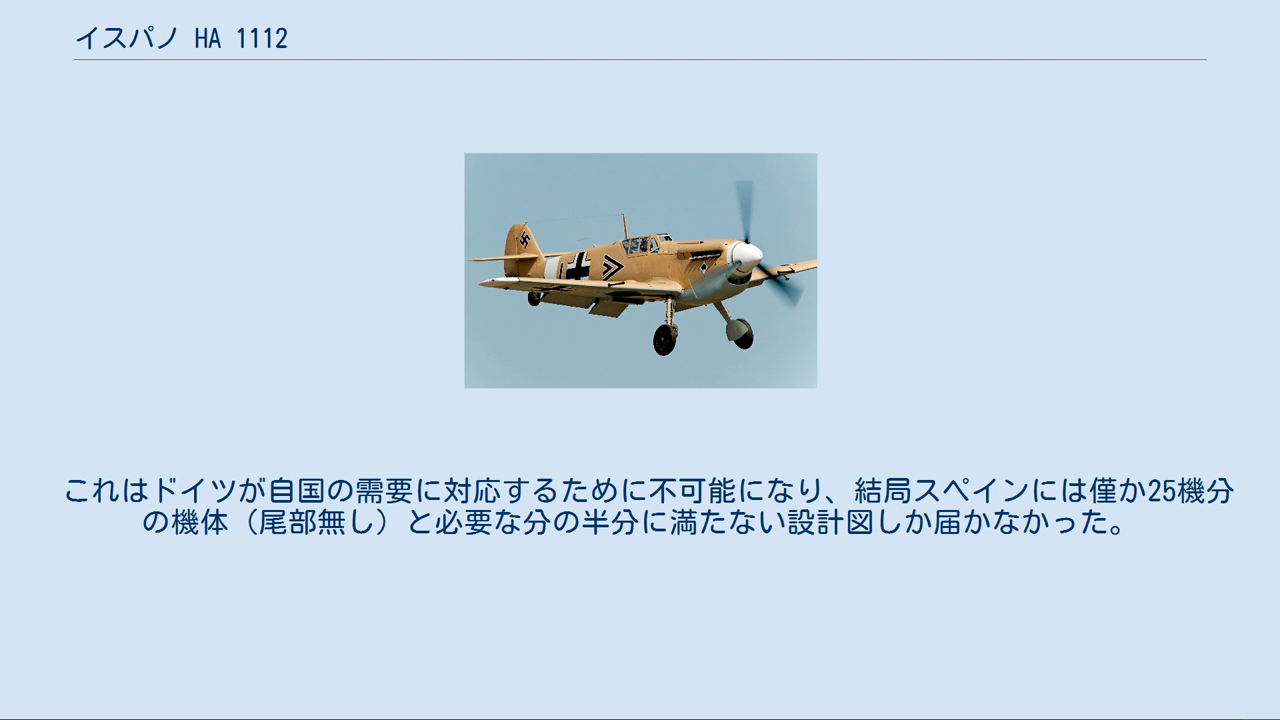 イスパノ HA 1112
これはドイツが自国の需要に対応するために不可能になり、結局スペインには僅か25機分
の機体（尾部無し）と必要な分の半分に満たない設計図しか届かなかった。